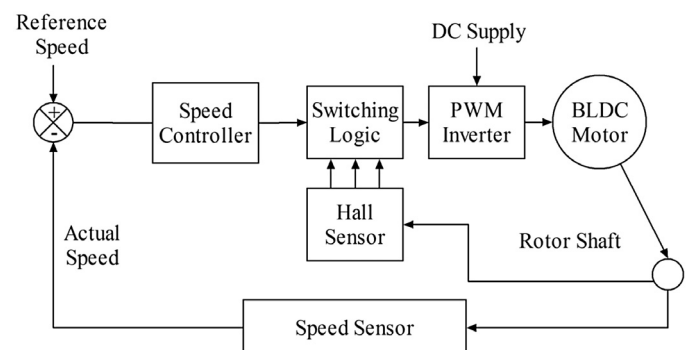 Reference
Speed
DC Supply
+
-
Speed
Controller
Switching
Logic
PWM
Inverter
BLDC
Motor
Hall
Sensor
Rotor Shaft
Actual
Speed
Speed Sensor